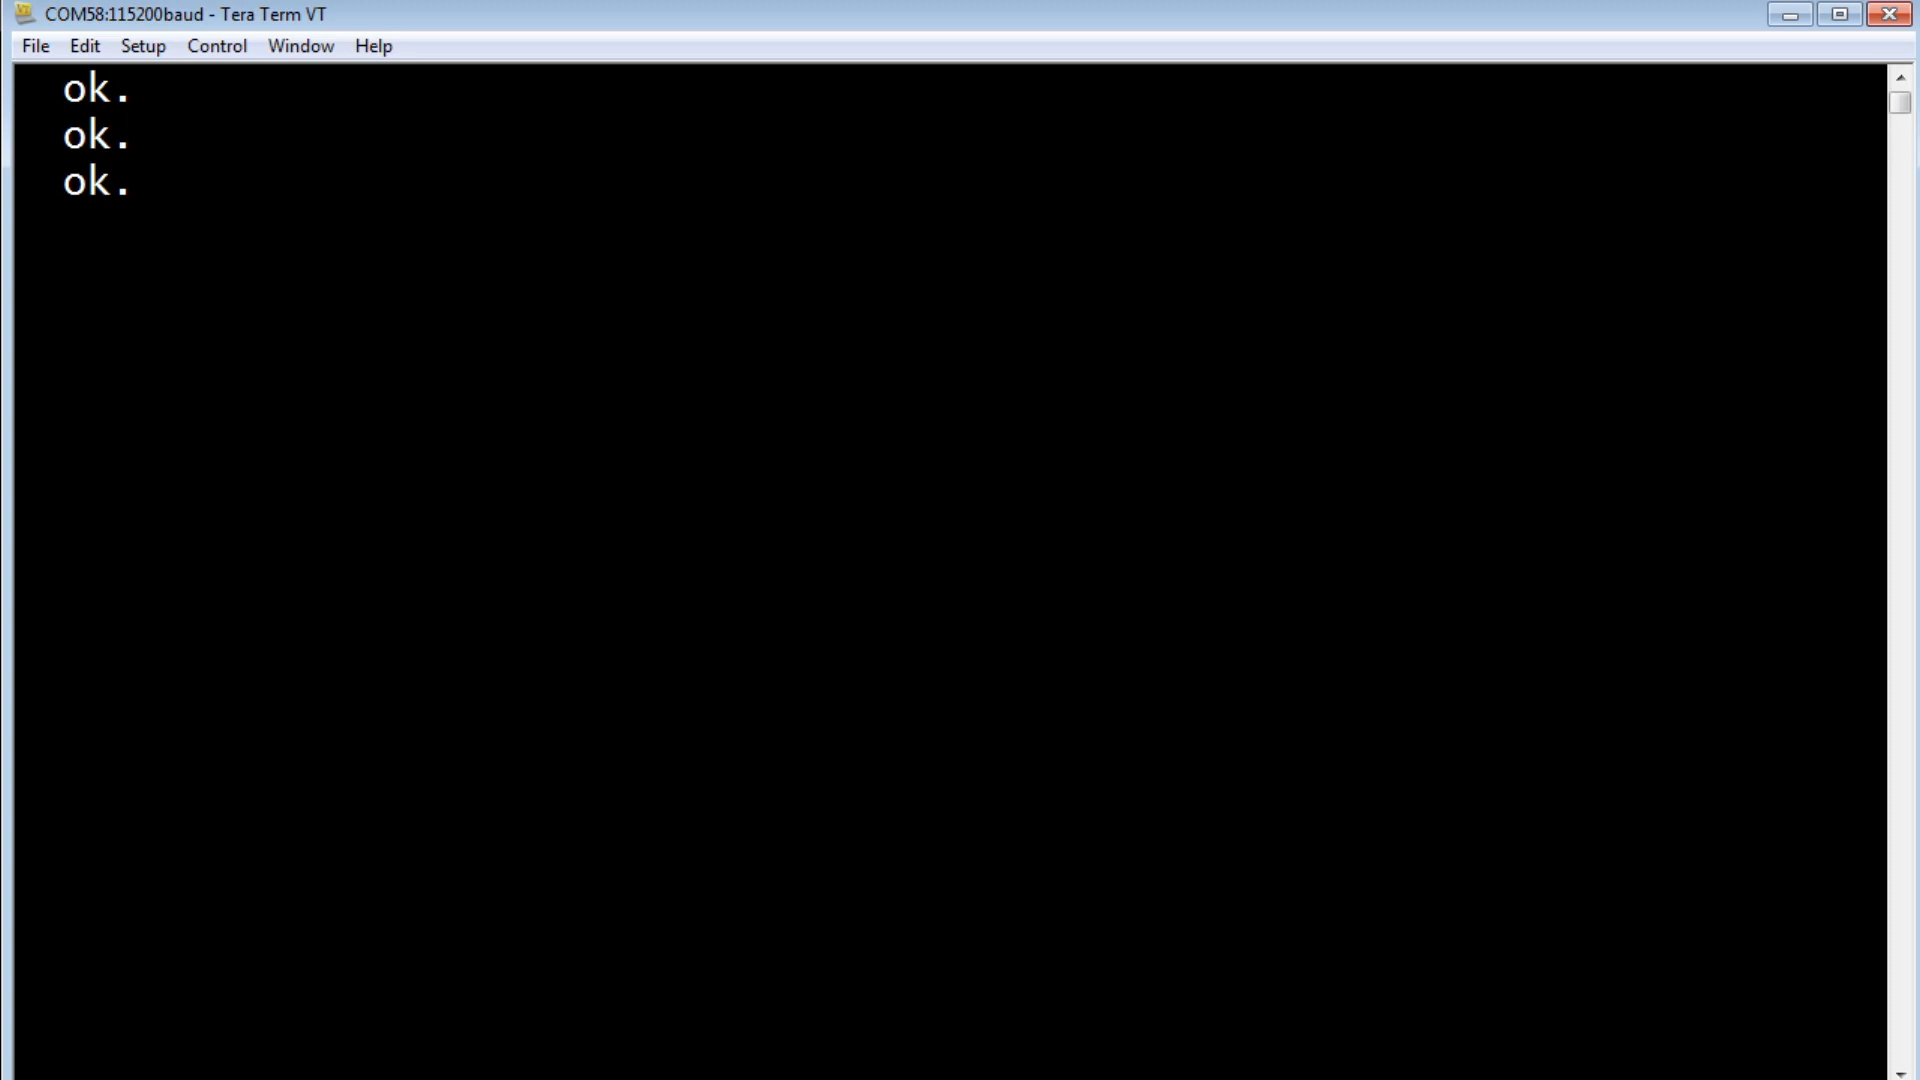 COM58:115200baud - Tera Term VT
File Edit Setup Control Window Help
ok.
ok.
ok.